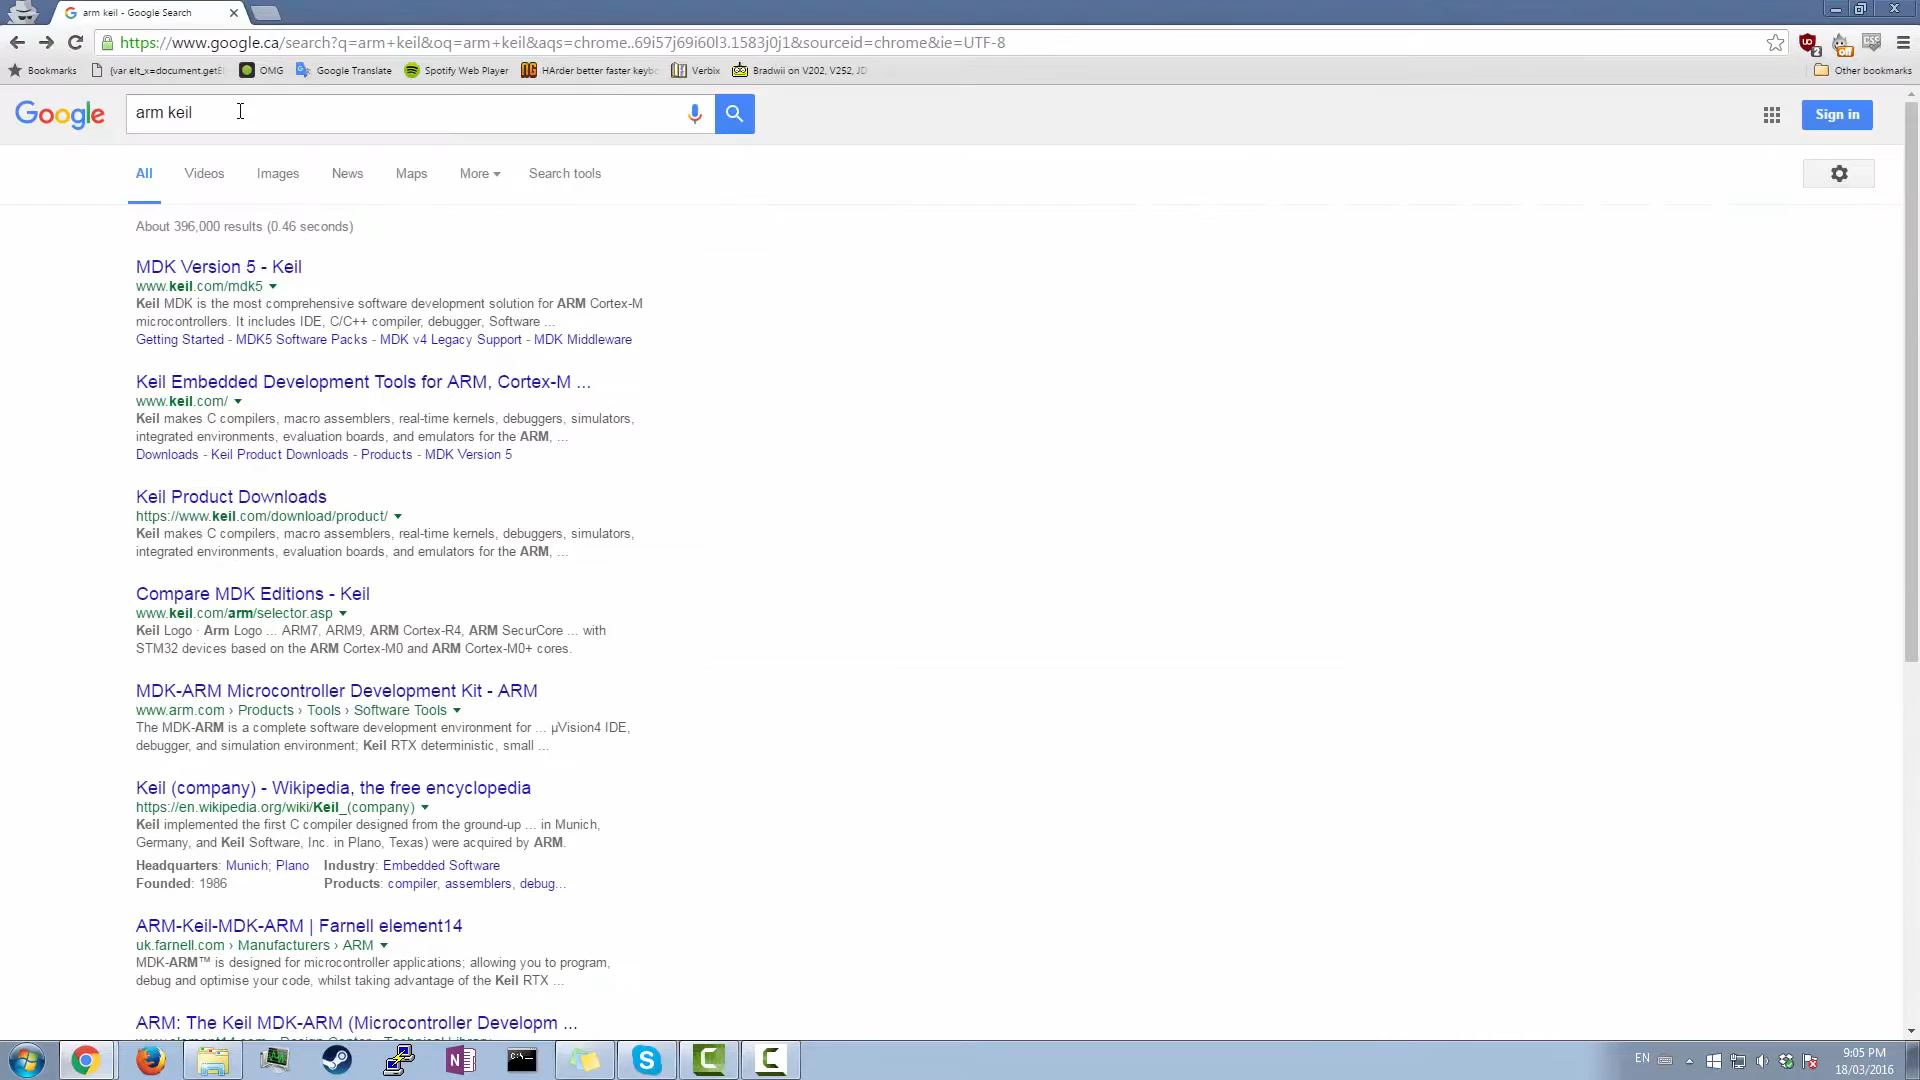 arm keil - Google Search
https://www.google.ca/search?q=arm+keil&oq=arm+keil&aqs=chrome..69i57j69i60l3.1583j0j1&sourceid=chrome&ie=UTF-8
Bookmarks {var elt_x=document.getEl OMG Google Translate Spotify Web Player HArder better faster keybo Verbix Bradwii on V202, V252, JD Other bookmarks
Google arm keil Sign in
All Videos Images News Maps More Search tools
About 396,000 results (0.46 seconds)
MDK Version 5 - Keil
www.keil.com/mdk5
Keil MDK is the most comprehensive software development solution for ARM Cortex-M
microcontrollers. It includes IDE, C/C++ compiler, debugger, Software ...
Getting Started - MDK5 Software Packs - MDK v4 Legacy Support - MDK Middleware
Keil Embedded Development Tools for ARM, Cortex-M ...
www.keil.com/
Keil makes C compilers, macro assemblers, real-time kernels, debuggers, simulators,
integrated environments, evaluation boards, and emulators for the ARM, ...
Downloads - Keil Product Downloads - Products - MDK Version 5
Keil Product Downloads
https://www.keil.com/download/product/
Keil makes C compilers, macro assemblers, real-time kernels, debuggers, simulators,
integrated environments, evaluation boards, and emulators for the ARM, ...
Compare MDK Editions - Keil
www.keil.com/arm/selector.asp
Keil Logo · Arm Logo ... ARM7, ARM9, ARM Cortex-R4, ARM SecurCore ... with
STM32 devices based on the ARM Cortex-M0 and ARM Cortex-M0+ cores.
MDK-ARM Microcontroller Development Kit - ARM
www.arm.com › Products › Tools › Software Tools
The MDK-ARM is a complete software development environment for ... µVision4 IDE,
debugger, and simulation environment; Keil RTX deterministic, small ...
Keil (company) - Wikipedia, the free encyclopedia
https://en.wikipedia.org/wiki/Keil_(company)
Keil implemented the first C compiler designed from the ground-up ... in Munich,
Germany, and Keil Software, Inc. in Plano, Texas) were acquired by ARM.
Headquarters: Munich; Plano Industry: Embedded Software
Founded: 1986 Products: compiler, assemblers, debug...
ARM-Keil-MDK-ARM | Farnell element14
uk.farnell.com › Manufacturers › ARM
MDK-ARM™ is designed for microcontroller applications; allowing you to program,
debug and optimise your code, whilst taking advantage of the Keil RTX ...
ARM: The Keil MDK-ARM (Microcontroller Developm ...
EN 9:05 PM
18/03/2016